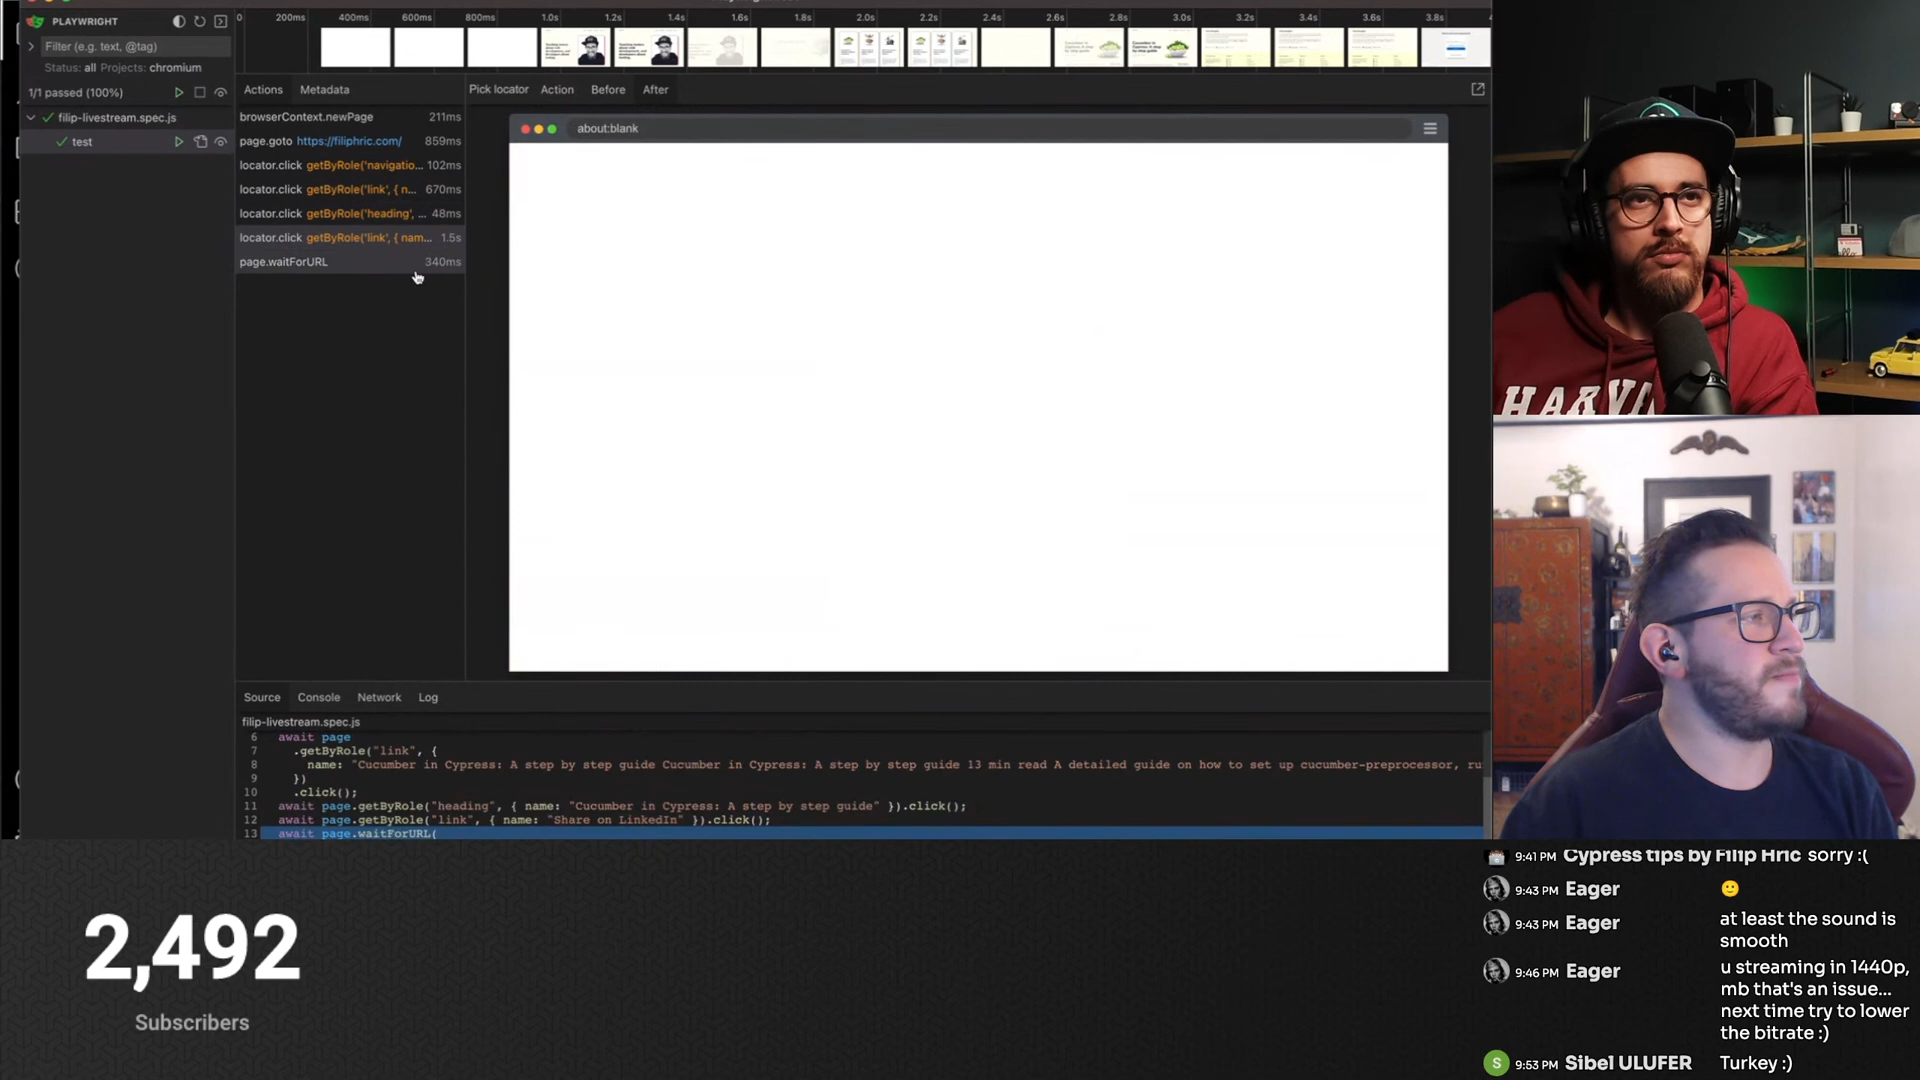 PLAYWRIGHT
Filter (e.g. text, @tag)
Status: all Projects: chromium
1/1 passed (100%)
filip-livestream.spec.js
test
0 200ms 400ms 600ms 800ms 1.0s 1.2s 1.4s 1.6s 1.8s 2.0s 2.2s 2.4s 2.6s 2.8s 3.0s 3.2s 3.4s 3.6s 3.8s
Actions Metadata
browserContext.newPage 211ms
page.goto https://filiphric.com/ 859ms
locator.click getByRole('navigatio... 102ms
locator.click getByRole('link', { n... 670ms
locator.click getByRole('heading', ... 48ms
locator.click getByRole('link', { nam... 1.5s
page.waitForURL 340ms
Pick locator Action Before After
about:blank
Source Console Network Log
filip-livestream.spec.js
6 await page
7 .getByRole("link", {
8 name: "Cucumber in Cypress: A step by step guide Cucumber in Cypress: A step by step guide 13 min read A detailed guide on how to set up cucumber-preprocessor, ru
9 })
10 .click();
11 await page.getByRole("heading", { name: "Cucumber in Cypress: A step by step guide" }).click();
12 await page.getByRole("link", { name: "Share on LinkedIn" }).click();
13 await page.waitForURL(
HARV
2,492
Subscribers
9:41 PM Cypress tips by Filip Hric sorry :(
9:43 PM Eager 🙂
9:43 PM Eager at least the sound is
smooth
9:46 PM Eager u streaming in 1440p,
mb that's an issue...
next time try to lower
the bitrate :)
S 9:53 PM Sibel ULUFER Turkey :)